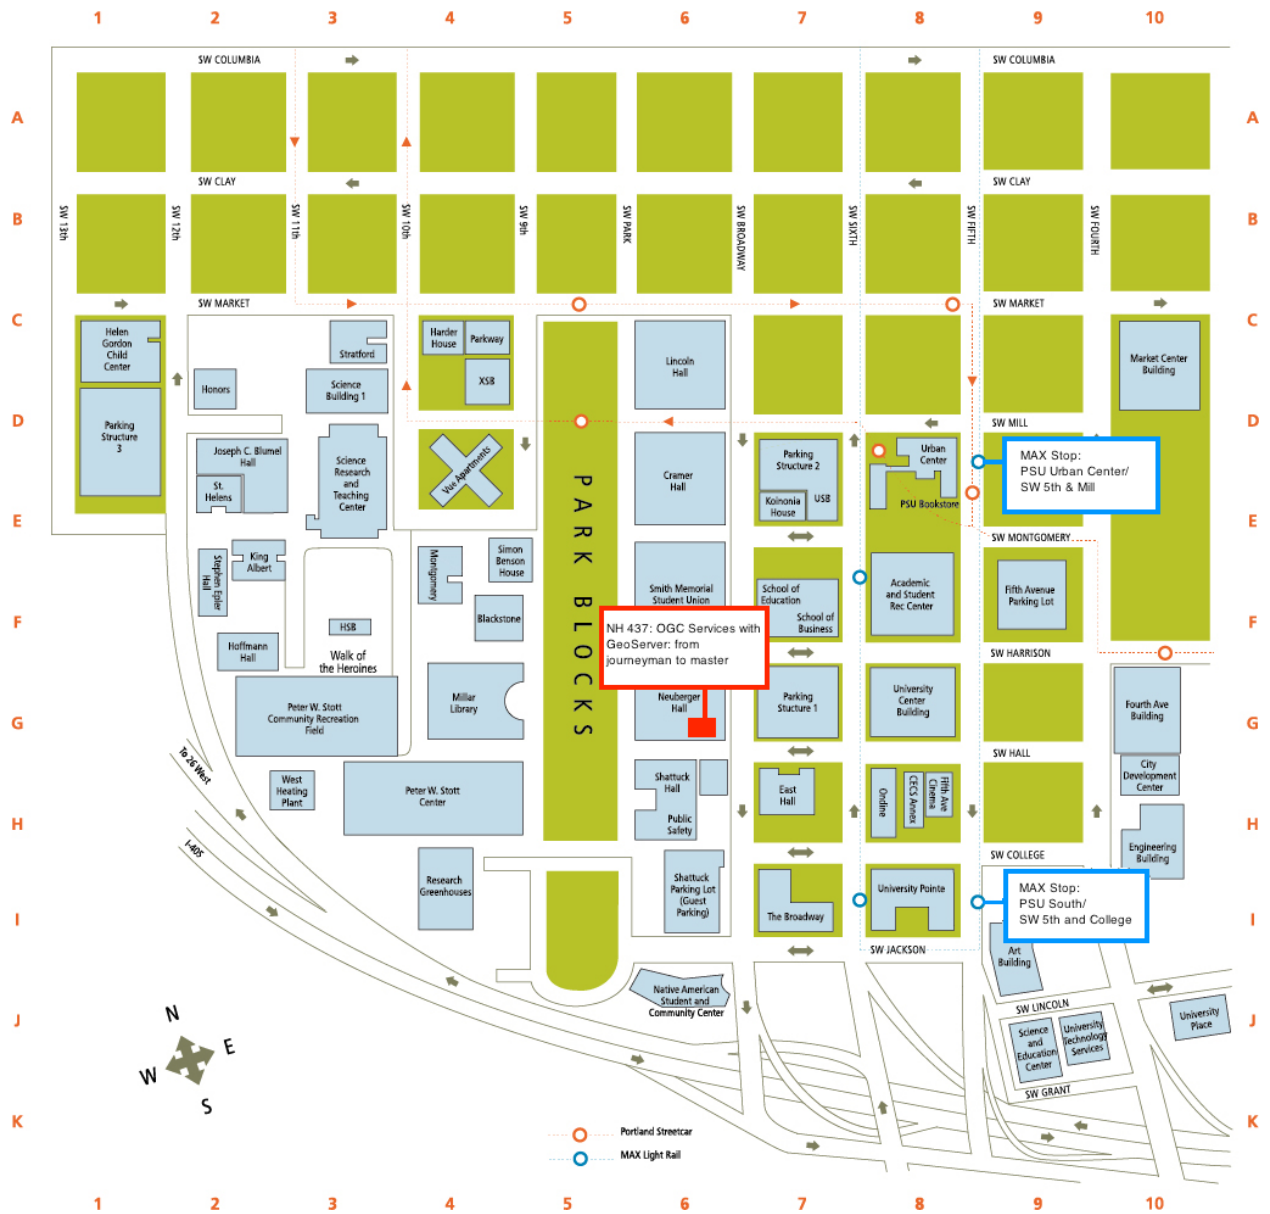 1 2 3 4 5 6 7 8 9 10
SW COLUMBIA
SW COLUMBIA
A
A
SW CLAY
SW CLAY
B
B
SW 13th
SW 12th
SW 11th
SW 10th
SW 9th
SW PARK
SW BROADWAY
SW SIXTH
SW FIFTH
SW FOURTH
SW MARKET
SW MARKET
C
C
Helen
Gordon
Child
Center
Stratford
Harder
House
Parkway
XSB
Lincoln
Hall
Market Center
Building
Honors
Science
Building 1
D
D
SW MILL
Parking
Structure
3
Joseph C. Blumel
Hall
St.
Helens
Science
Research
and
Teaching
Center
Vue Apartments
PARK BLOCKS
Cramer
Hall
Parking
Structure 2
Koinonia
House
USB
Urban
Center
PSU Bookstore
MAX Stop:
PSU Urban Center/
SW 5th & Mill
E
E
SW MONTGOMERY
Stephen Epler
Hall
King
Albert
Montgomery
Simon
Benson
House
Blackstone
Smith Memorial
Student Union
School of
Education
School of
Business
Academic
and Student
Rec Center
Fifth Avenue
Parking Lot
F
F
HSB
Hoffmann
Hall
Walk of
the Heroines
NH 437: OGC Services with
GeoServer: from
journeyman to master
SW HARRISON
Peter W. Stott
Community Recreation
Field
Millar
Library
Neuberger
Hall
Parking
Stucture 1
University
Center
Building
Fourth Ave
Building
G
G
To 26 West
SW HALL
West
Heating
Plant
Peter W. Stott
Center
Shattuck
Hall
Public
Safety
East
Hall
Ondine
CECS Annex
Fifth Ave
Cinema
City
Development
Center
H
H
I-405
SW COLLEGE
Engineering
Building
Research
Greenhouses
Shattuck
Parking Lot
(Guest
Parking)
The Broadway
University Pointe
MAX Stop:
PSU South/
SW 5th and College
I
I
SW JACKSON
Art
Building
Native American
Student and
Community Center
SW LINCOLN
University
Place
J
J
Science
and
Education
Center
University
Technology
Services
N
E
W
S
SW GRANT
K
K
Portland Streetcar
MAX Light Rail
1 2 3 4 5 6 7 8 9 10